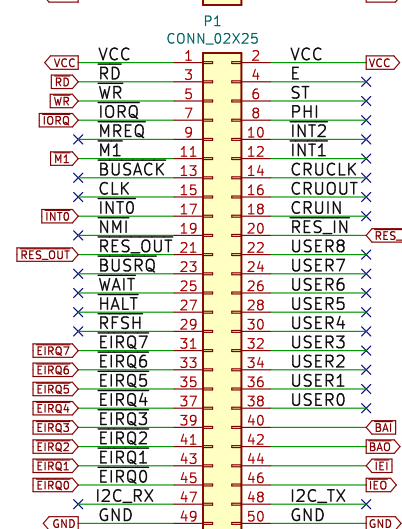 P1
CONN_02X25
VCC VCC 1 2 VCC VCC
RD RD 3 4 E
WR WR 5 6 ST
IORQ IORQ 7 8 PHI
MREQ 9 10 INT2
M1 M1 11 12 INT1
BUSACK 13 14 CRUCLK
CLK 15 16 CRUOUT
INT0 INT0 17 18 CRUIN
NMI 19 20 RES_IN RES_
RES_OUT RES_OUT 21 22 USER8
BUSRQ 23 24 USER7
WAIT 25 26 USER6
HALT 27 28 USER5
RFSH 29 30 USER4
EIRQ7 EIRQ7 31 32 USER3
EIRQ6 EIRQ6 33 34 USER2
EIRQ5 EIRQ5 35 36 USER1
EIRQ4 EIRQ4 37 38 USER0
EIRQ3 EIRQ3 39 40 BAI
EIRQ2 EIRQ2 41 42 BAO
EIRQ1 EIRQ1 43 44 IEI
EIRQ0 EIRQ0 45 46 IEO
I2C_RX 47 48 I2C_TX
GND GND 49 50 GND GND